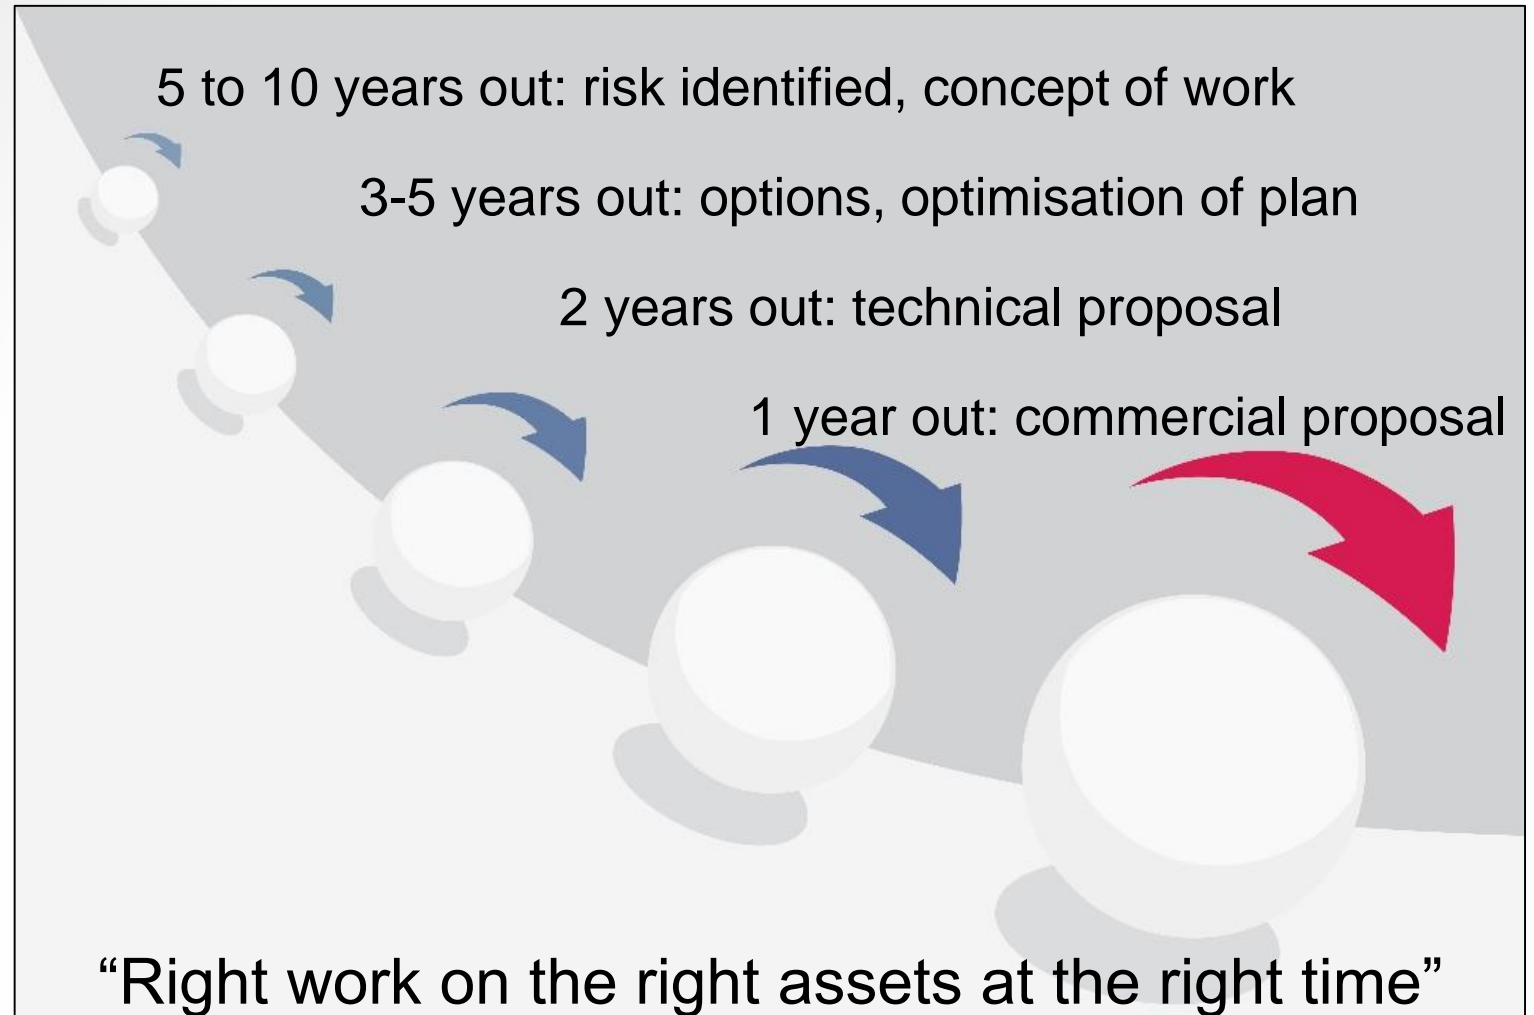 5 to 10 years out: risk identified, concept of work
3-5 years out: options, optimisation of plan
2 years out: technical proposal
1 year out: commercial proposal
“Right work on the right assets at the right time”